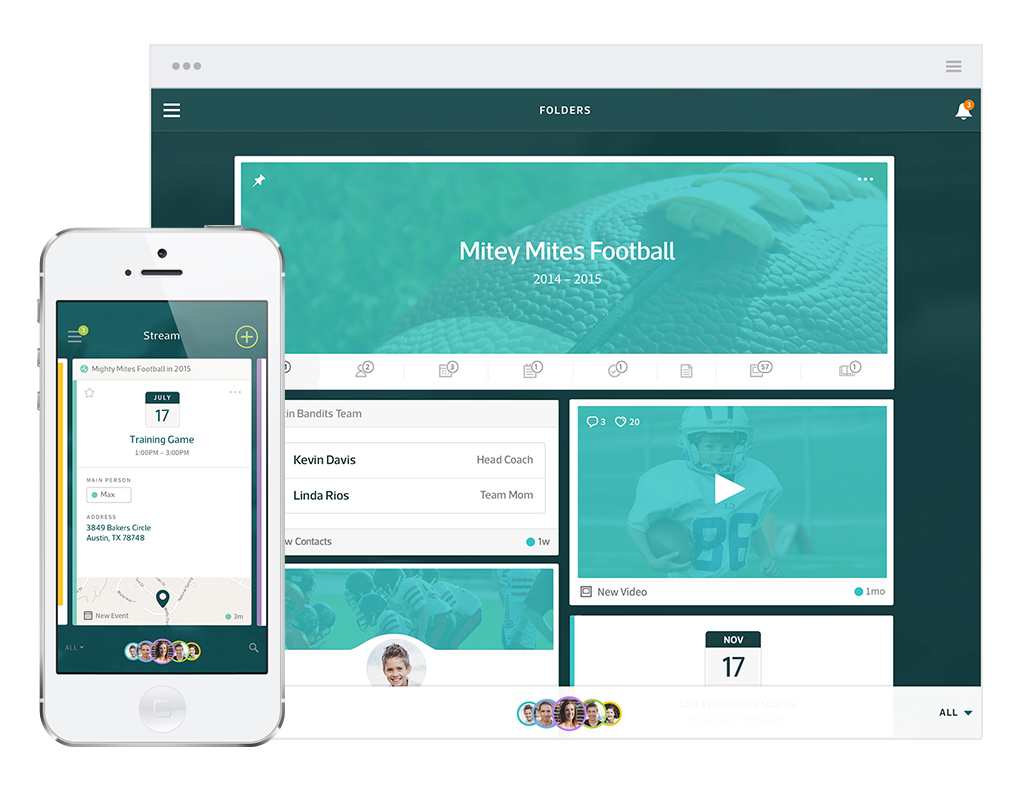 FOLDERS
3
Mitey Mites Football
2014 – 2015
2
3
1
1
57
1
in Bandits Team
Kevin Davis
Head Coach
Linda Rios
Team Mom
w Contacts
1w
3
20
86
New Video
1mo
NOV
17
ALL
3
Stream
Mighty Mites Football in 2015
JULY
17
Training Game
1:00PM – 3:00PM
MAIN PERSON
Max
ADDRESS
3849 Bakers Circle
Austin, TX 78748
New Event
3m
ALL